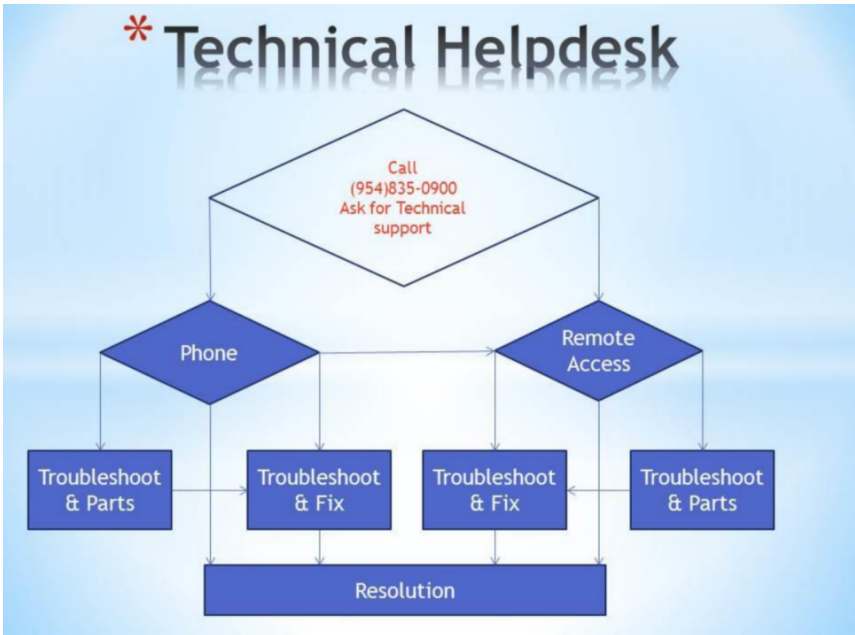 * Technical Helpdesk
Call
(954)835-0900
Ask for Technical
support
Phone
Remote
Access
Troubleshoot
& Parts
Troubleshoot
& Fix
Troubleshoot
& Fix
Troubleshoot
& Parts
Resolution